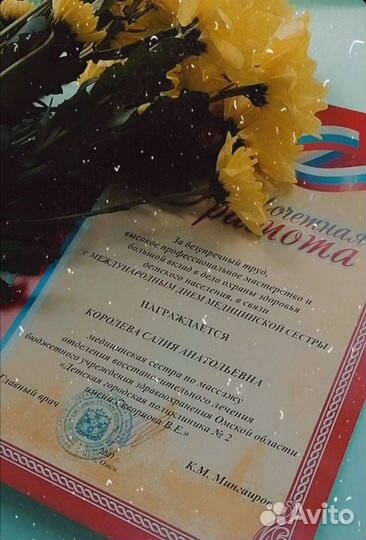 Почетная
грамота
За безупречный труд,
высокое профессиональное мастерство и
большой вклад в дело охраны здоровья
детского населения, в связи
с МЕЖДУНАРОДНЫМ ДНЕМ МЕДИЦИНСКОЙ СЕСТРЫ
НАГРАЖДАЕТСЯ
КОРОЛЕВА САЛИЯ АНАТОЛЬЕВНА
медицинская сестра по массажу
отделения восстановительного лечения
бюджетного учреждения здравоохранения Омской области
«Детская городская поликлиника № 2
имени Скворцова В.Е.»
Главный врач
К.М. Мингаиров
г. Омск
Avito